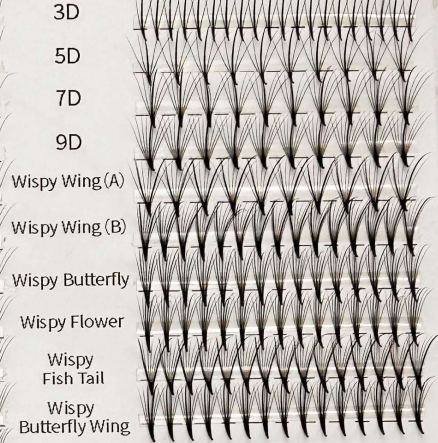 3D
5D
7D
9D
Wispy Wing (A)
Wispy Wing (B)
Wispy Butterfly
Wispy Flower
Wispy
Fish Tail
Wispy
Butterfly Wing